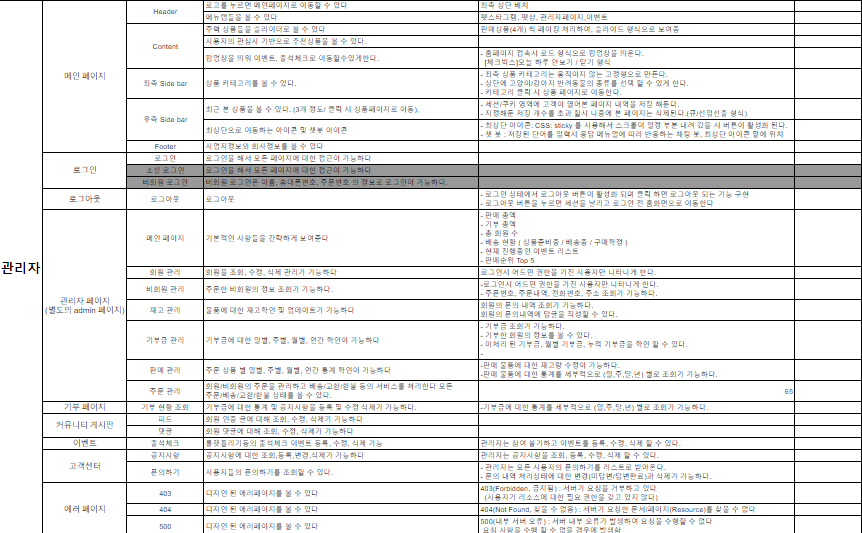 Header
로고를 누르면 메인페이지로 이동할 수 있다
좌측 상단 배치
메뉴탭들을 볼 수 있다
펫스타그램, 펫샵, 관리자페이지,이벤트
메인 페이지
Content
주력 상품들을 슬라이더로 볼 수 있다
판매상품(4개) 씩 페이징 처리하여, 슬라이드 형식으로 보여줌
사용자의 관심사 기반으로 추천상품을 볼 수 있다.
팝업창을 띄워 이벤트, 출석체크로 이동할수있게한다.
- 홈페이지 접속시 로드 형식으로 팝업창을 띄운다.
[체크박스]오늘 하루 안보기 / 닫기 형식
좌측 Side bar
상품 카테고리를 볼 수 있다.
- 좌측 상품 카테고리는 움직이지 않는 고정형으로 만든다.
- 상단에 고양이/강아지 반려동물의 종류를 선택 할 수 있게 한다.
- 카테고리 클릭 시 상품 페이지로 이동한다.
우측 Side bar
최근 본 상품을 볼 수 있다. (3개 정도/ 클릭 시 상품페이지로 이동),
- 세션/쿠키 영역에 고객이 열어본 페이지 내역을 저장 해둔다.
- 지정해둔 저장 개수를 초과 할시 나중에 본 페이지는 삭제된다.(큐/선입선출 형식)
최상단으로 이동하는 아이콘 및 챗봇 아이콘
- 최상단 아이콘: CSS: sticky 를 사용해서 스크롤이 일정 부분 내려 갔을 시 버튼이 활성화 된다.
- 챗 봇 : 저장된 단어를 입력시 응답 메뉴얼에 따라 반응하는 채팅 봇, 최상단 아이콘 밑에 위치
Footer
사업자정보와 회사정보를 볼 수 있다
로그인
로그인
로그인을 해서 모든 페이지에 대한 접근이 가능하다
소셜 로그인
로그인을 해서 모든 페이지에 대한 접근이 가능하다
비회원 로그인
비회원 로그인은 이름, 휴대폰번호, 주문번호 의 정보로 로그인이 가능하다.
로그아웃
로그아웃
로그아웃
- 로그인 상태에서 로그아웃 버튼이 활성화 되며 클릭 하면 로그아웃 되는 기능 구현
- 로그아웃 버튼을 누르면 세션을 날리고 로그인 전 홈화면으로 이동한다
관리자
관리자 페이지
(별도의 admin 페이지)
메인 페이지
기본적인 사항들을 간략하게 보여준다
- 판매 총액
- 기부 총액
- 총 회원 수
- 배송 현황 ( 상품준비중 / 배송중 / 구매확정 )
- 현재 진행중인 이벤트 리스트
- 판매순위 Top 5
회원 관리
회원을 조회, 수정, 삭제 관리가 가능하다
로그인시 어드민 권한을 가진 사용자만 나타나게 한다.
비회원 관리
주문한 비회원의 정보 조회가 가능하다.
-로그인시 어드민 권한을 가진 사용자만 나타나게 한다.
- 주문번호, 주문내역, 전화번호, 주소 조회가 가능하다.
재고 관리
물품에 대한 재고확인 및 업데이트가 가능하다
회원의 문의 내역 조회가 가능하다.
회원의 문의내역에 답글을 작성할 수 있다.
기부금 관리
기부금에 대한 일별, 주별, 월별, 연간 확인이 가능하다
- 기부금 조회가 가능하다.
- 기부한 회원의 정보를 볼 수 있다.
- 미처리 된 기부금, 월별 기부금, 누적 기부금을 확인 할 수 있다.
-
판매 관리
주문 상품 별 일별, 주별, 월별, 연간 통계 확인이 가능하다
-판매 물품에 대한 재고량 수정이 가능하다.
-판매 물품에 대한 통계를 세부적으로 (일,주,달,년) 별로 조회가 가능하다.
주문 관리
회원/비회원의 주문을 관리하고 배송/교환/환불 등의 서비스를 처리한다 모든
주문/배송/교환/환불 상태를 볼 수 있다.
65
기부 페이지
기부 현황 조회
기부금에 대한 통계 및 공지사항을 등록 및 수정 삭제가 가능하다.
-기부금에 대한 통계를 세부적으로 (일,주,달,년) 별로 조회가 가능하다.
커뮤니티 게시판
피드
회원 인증 글에 대해 조회, 수정, 삭제가 가능하다
댓글
회원 댓글에 대해 조회, 수정, 삭제가 가능하다.
이벤트
출석체크
룰렛돌리기등의 출석체크 이벤트 등록, 수정, 삭제 가능
관리자는 참여 불가하고 이벤트를 등록, 수정, 삭제 할 수 있다.
고객센터
공지사항
공지사항에 대한 조회,등록,변경,삭제가 가능하다
관리자는 공지사항을 조회, 등록, 수정, 삭제 할 수 있다.
문의하기
사용자들의 문의하기를 조회할 수 있다.
- 관리자는 모든 사용자의 문의하기를 리스트로 받아온다.
- 문의 내역 처리상태에 대한 변경(미답변/답변완료)과 삭제가 가능하다.
에러 페이지
403
디자인 된 에러페이지를 볼 수 있다
403(Forbidden, 금지됨) : 서버가 요청을 거부하고 있다
(사용자가 리소스에 대한 필요 권한을 갖고 있지 않다)
404
디자인 된 에러페이지를 볼 수 있다
404(Not Found, 찾을 수 없음) : 서버가 요청한 문서/페이지(Resource)를 찾을 수 없다
500
디자인 된 에러페이지를 볼 수 있다
500(내부 서버 오류) : 서버 내부 오류가 발생하여 요청을 수행할 수 없다
요청 사항을 수행 할 수 없을 경우에 발생함